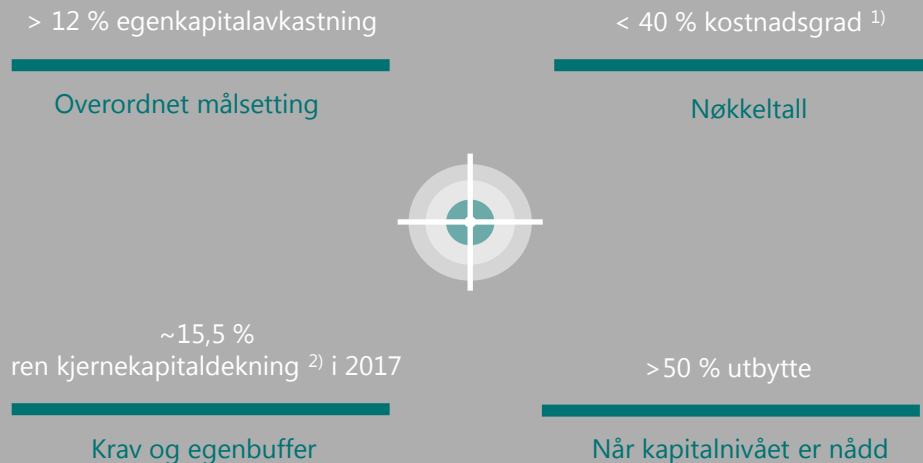 > 12 % egenkapitalavkastning
Overordnet målsetting
< 40 % kostnadsgrad 1)
Nøkkeltall
~15,5 %
ren kjernekapitaldekning 2) i 2017
Krav og egenbuffer
>50 % utbytte
Når kapitalnivået er nådd